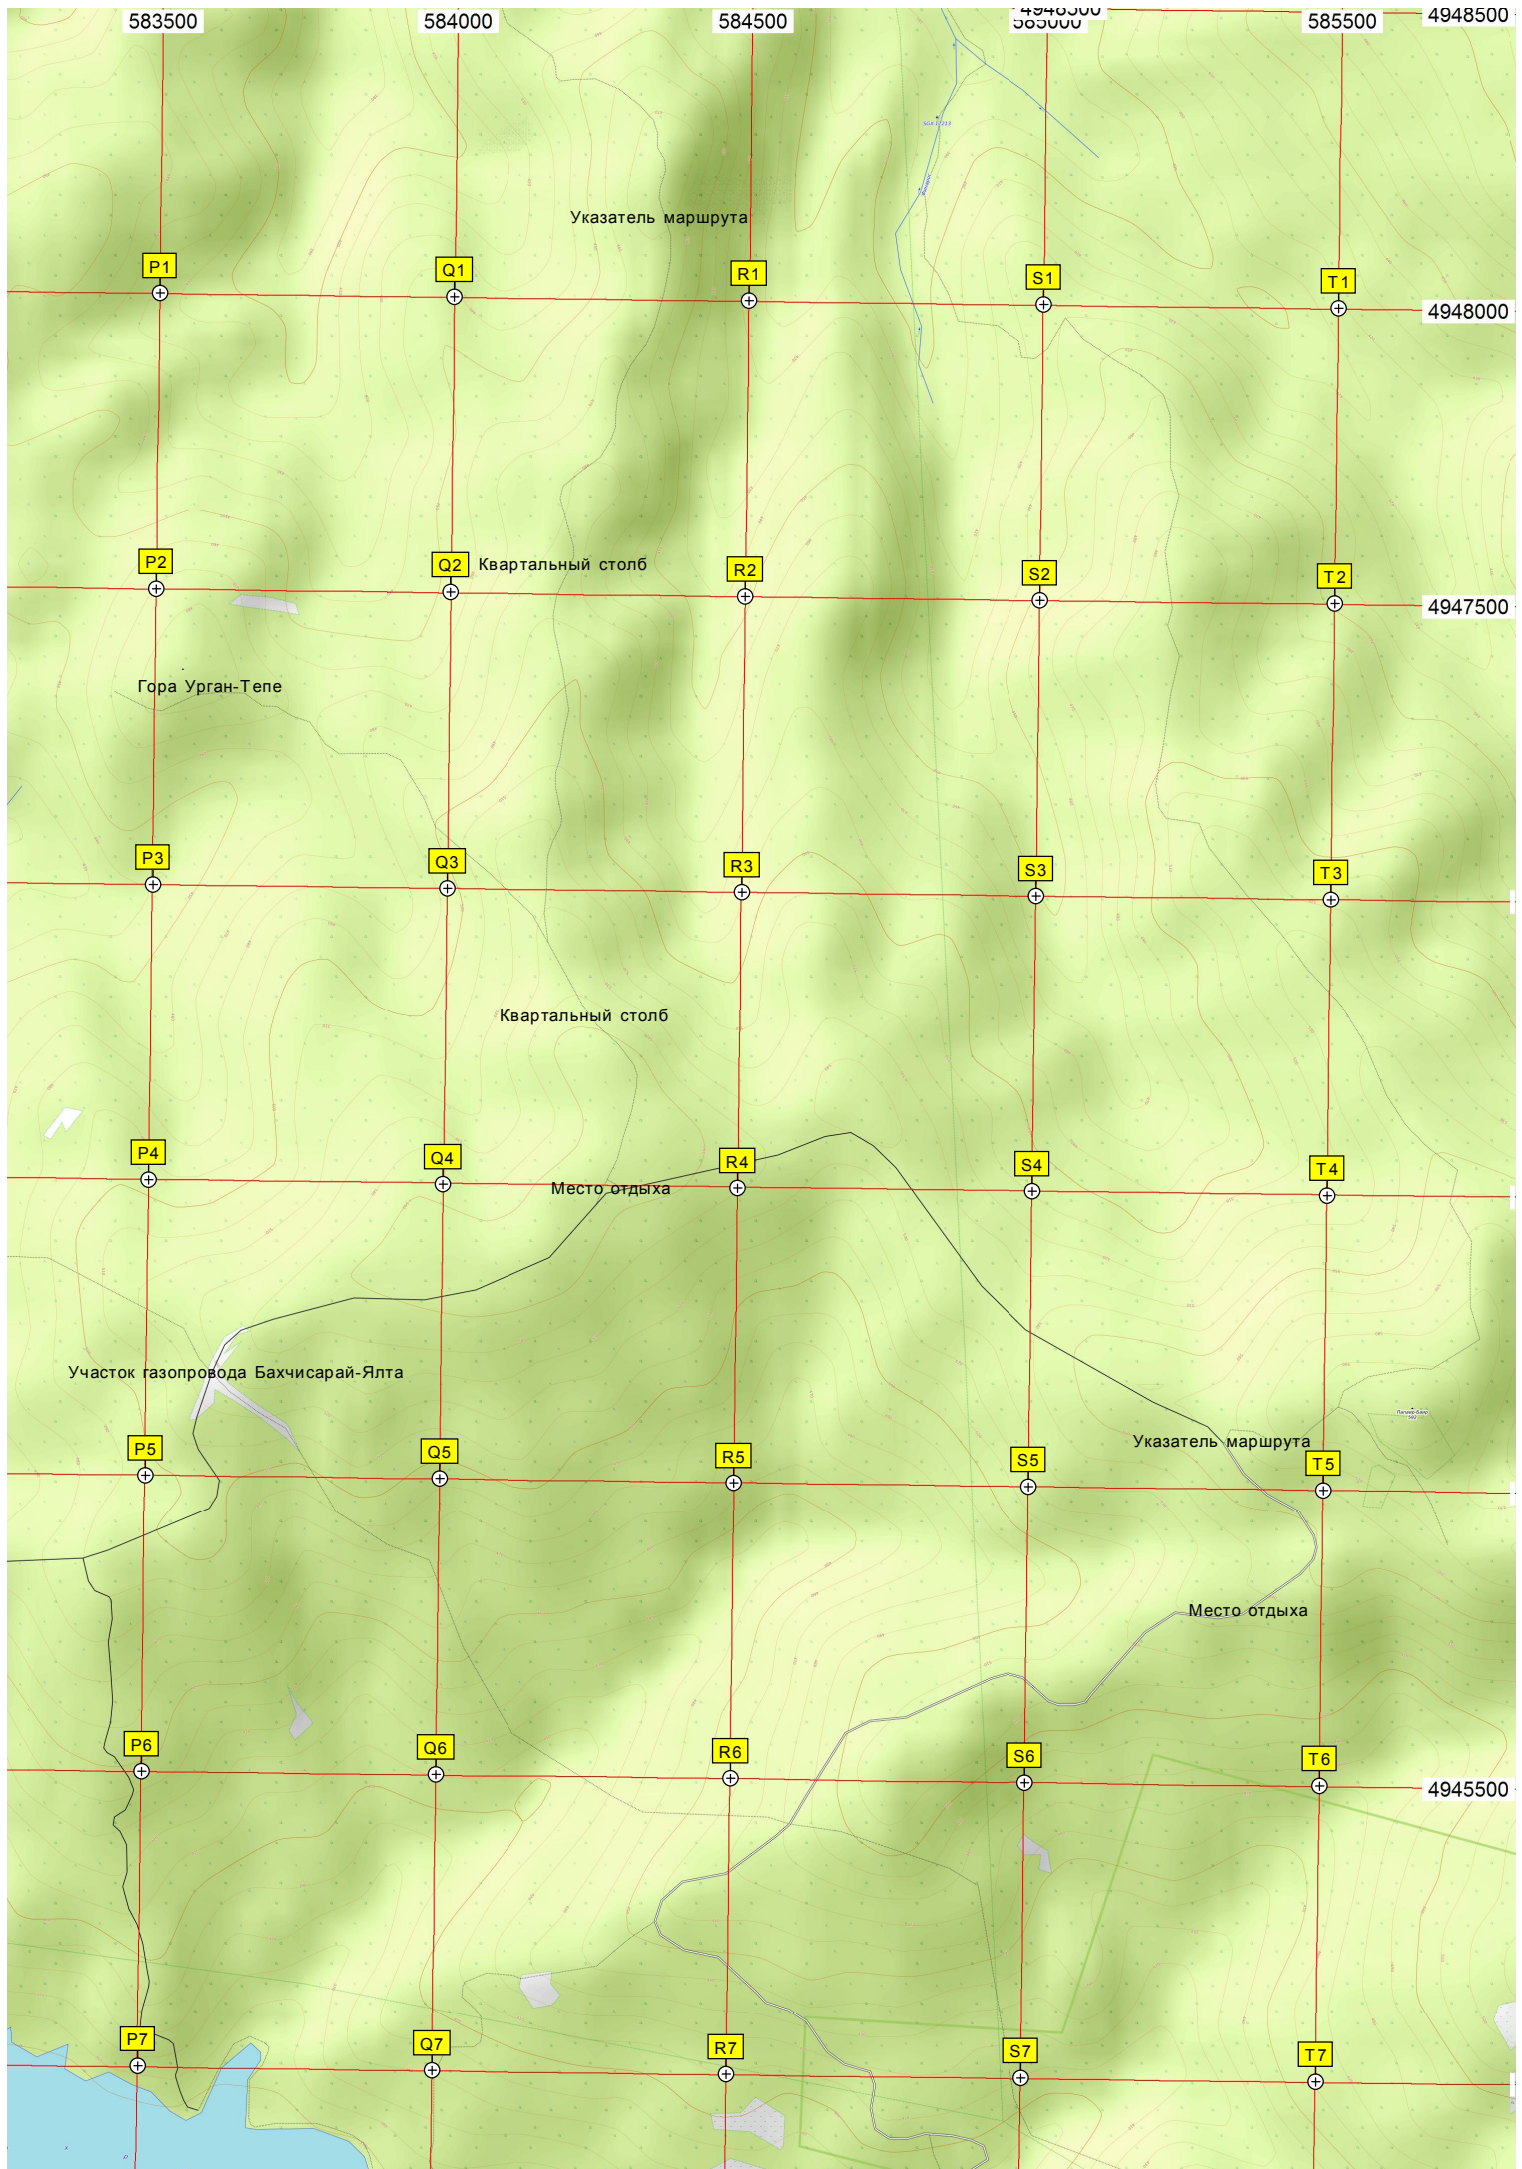 583500 584000 584500 585000 585500
4948500
4948500
SGA 11213
Указатель маршрута
P1 Q1 R1 S1 T1
4948000
P2 Q2 Квартальный столб R2 S2 T2
4947500
Гора Урган-Тепе
P3 Q3 R3 S3 T3
Квартальный столб
P4 Q4 R4 S4 T4
Место отдыха
Участок газопровода Бахчисарай-Ялта
Указатель маршрута
P5 Q5 R5 S5 T5
Место отдыха
P6 Q6 R6 S6 T6
4945500
P7 Q7 R7 S7 T7